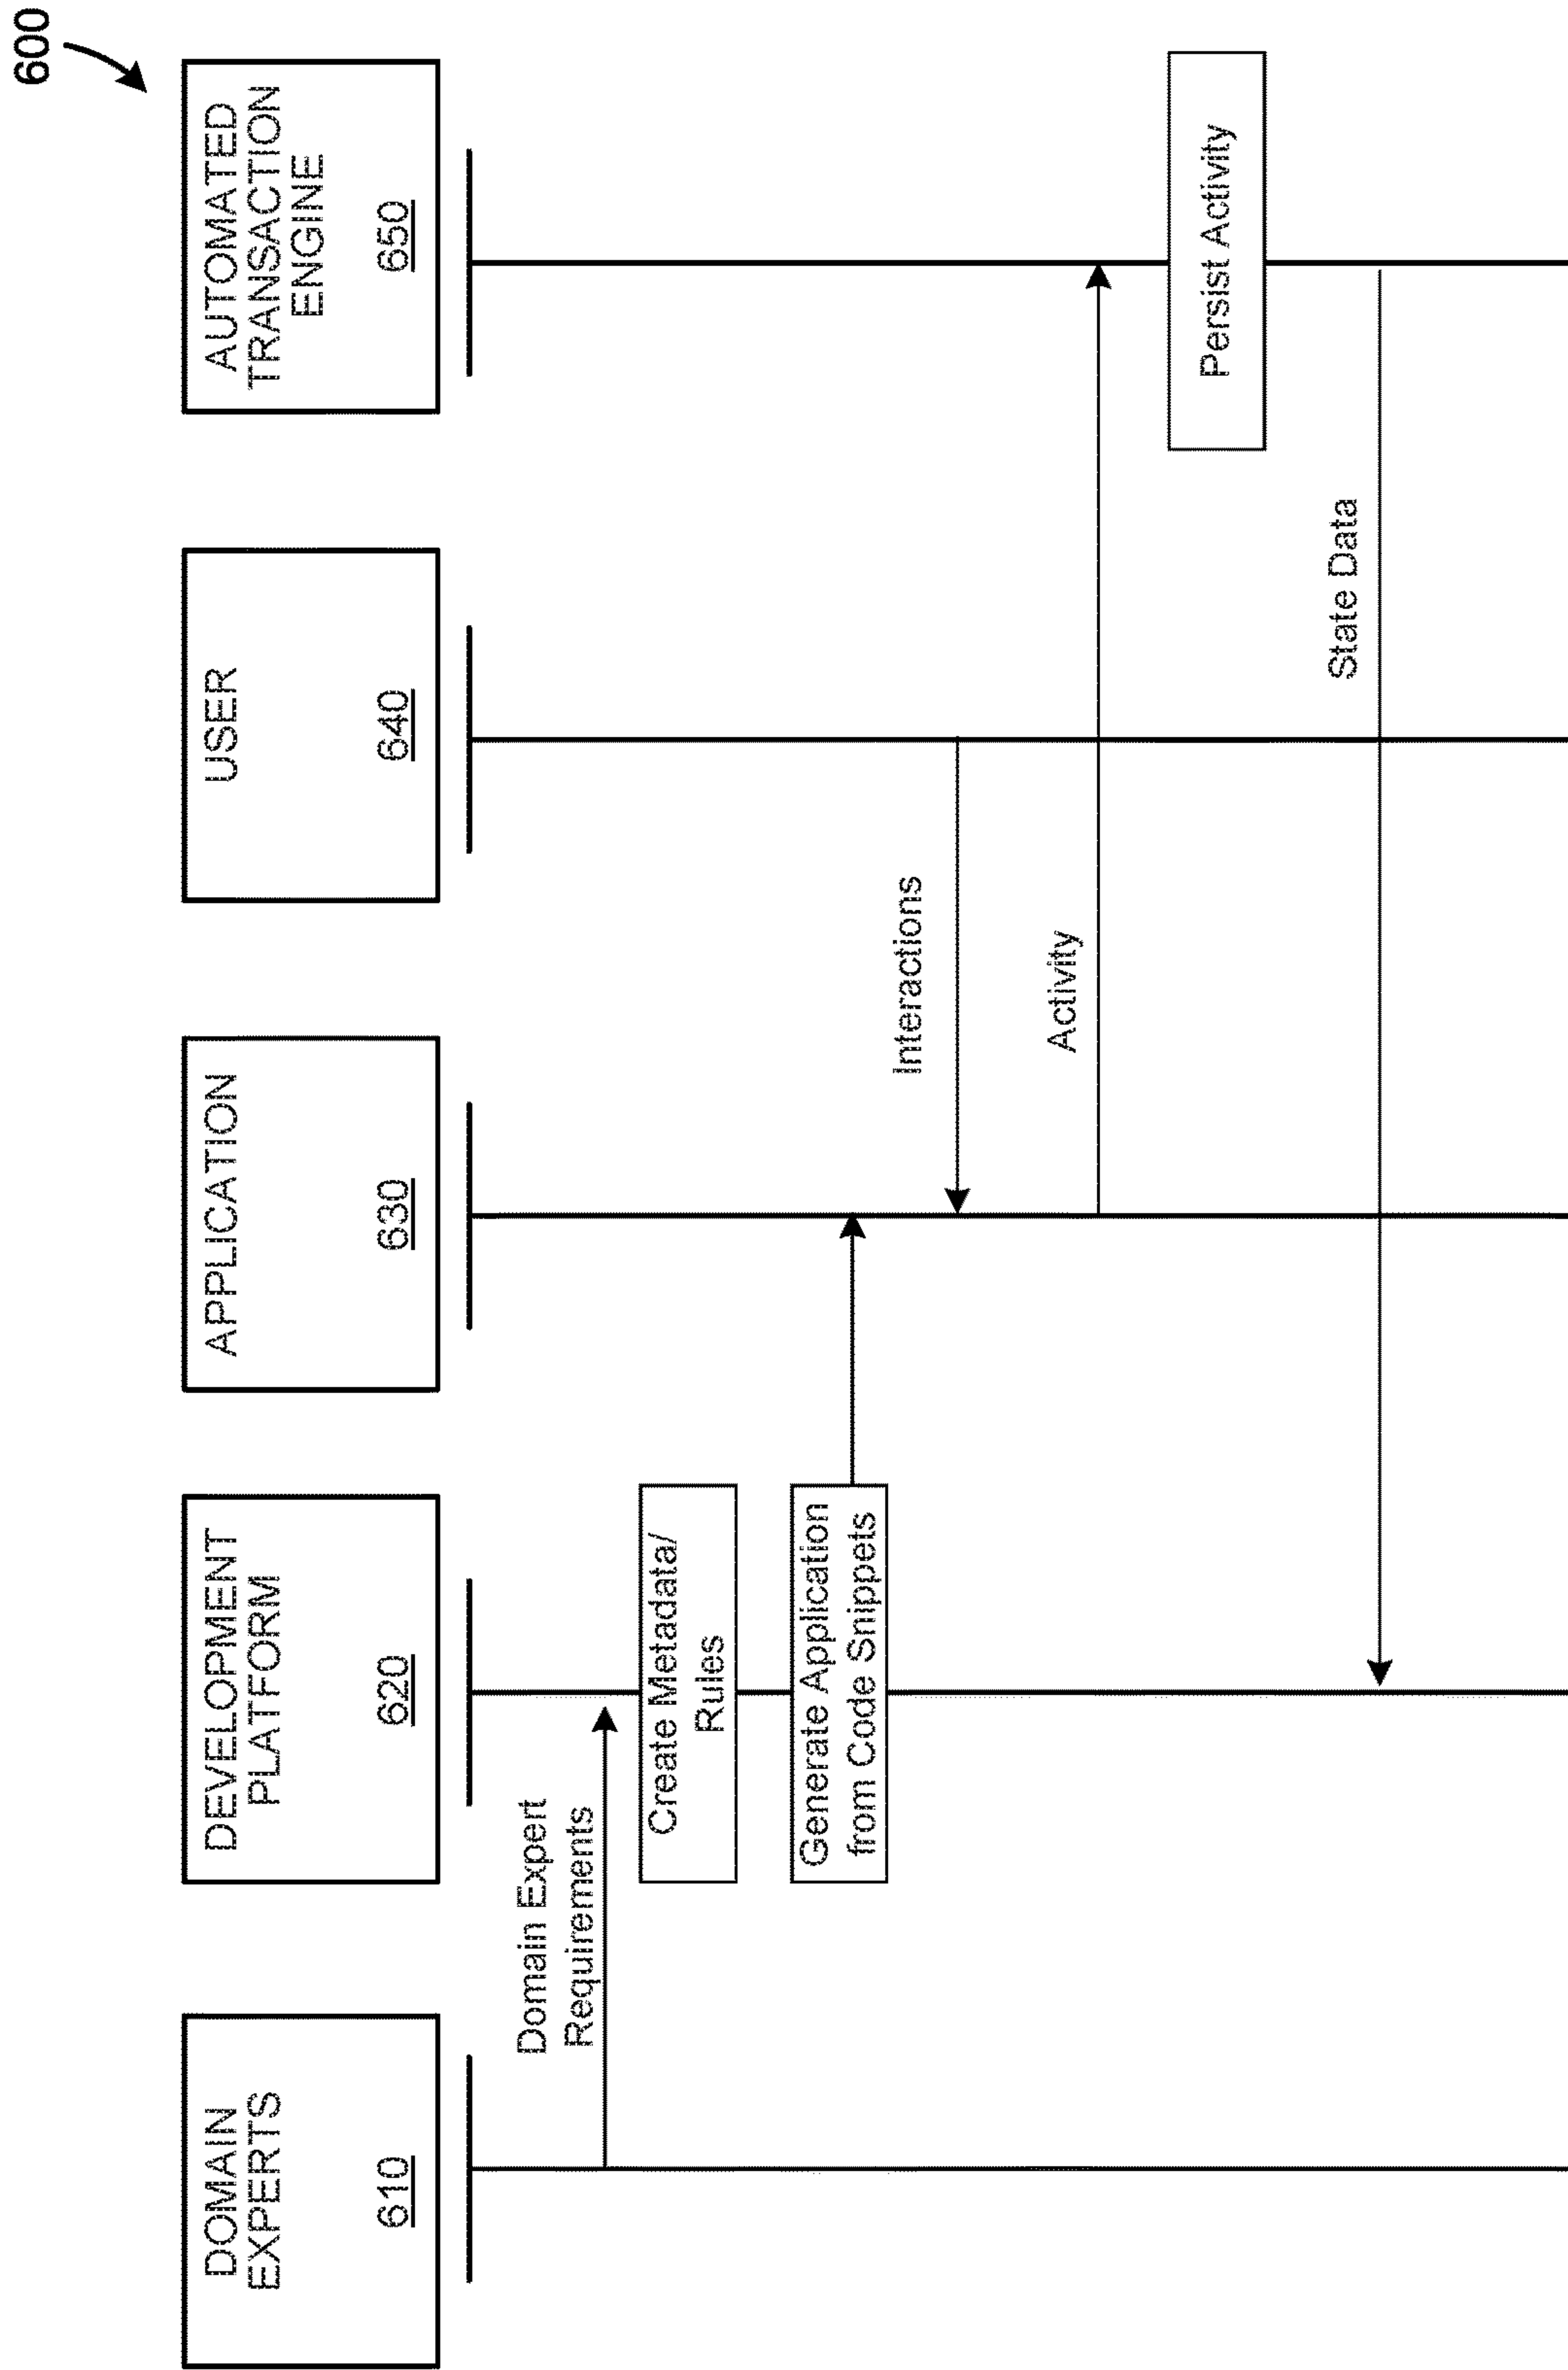 600
DOMAIN
EXPERTS
610
DEVELOPMENT
PLATFORM
620
APPLICATION
630
USER
640
AUTOMATED
TRANSACTION
ENGINE
650
Domain Expert
Requirements
Create Metadata/
Rules
Generate Application
from Code Snippets
Interactions
Activity
Persist Activity
State Data